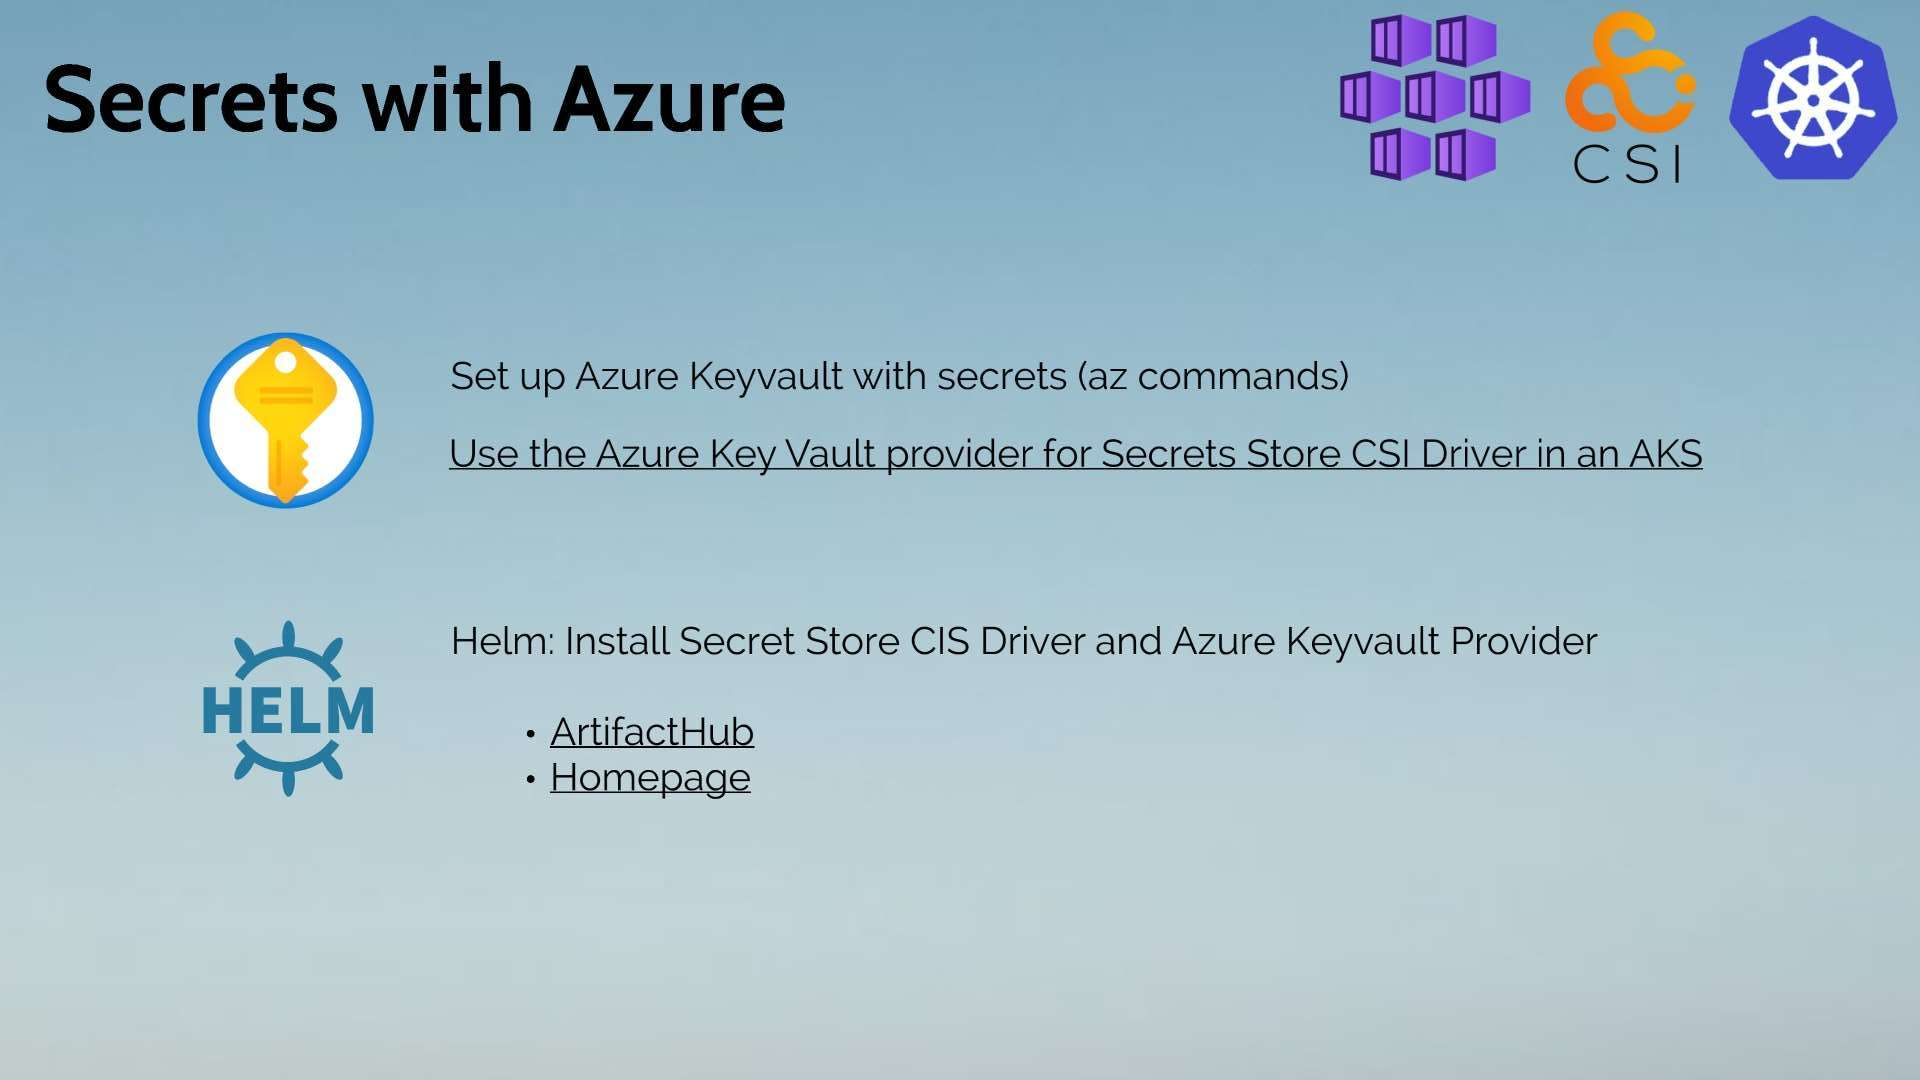 Secrets with Azure
CSI
Set up Azure Keyvault with secrets (az commands)
Use the Azure Key Vault provider for Secrets Store CSI Driver in an AKS
HELM
Helm: Install Secret Store CIS Driver and Azure Keyvault Provider
• ArtifactHub
• Homepage